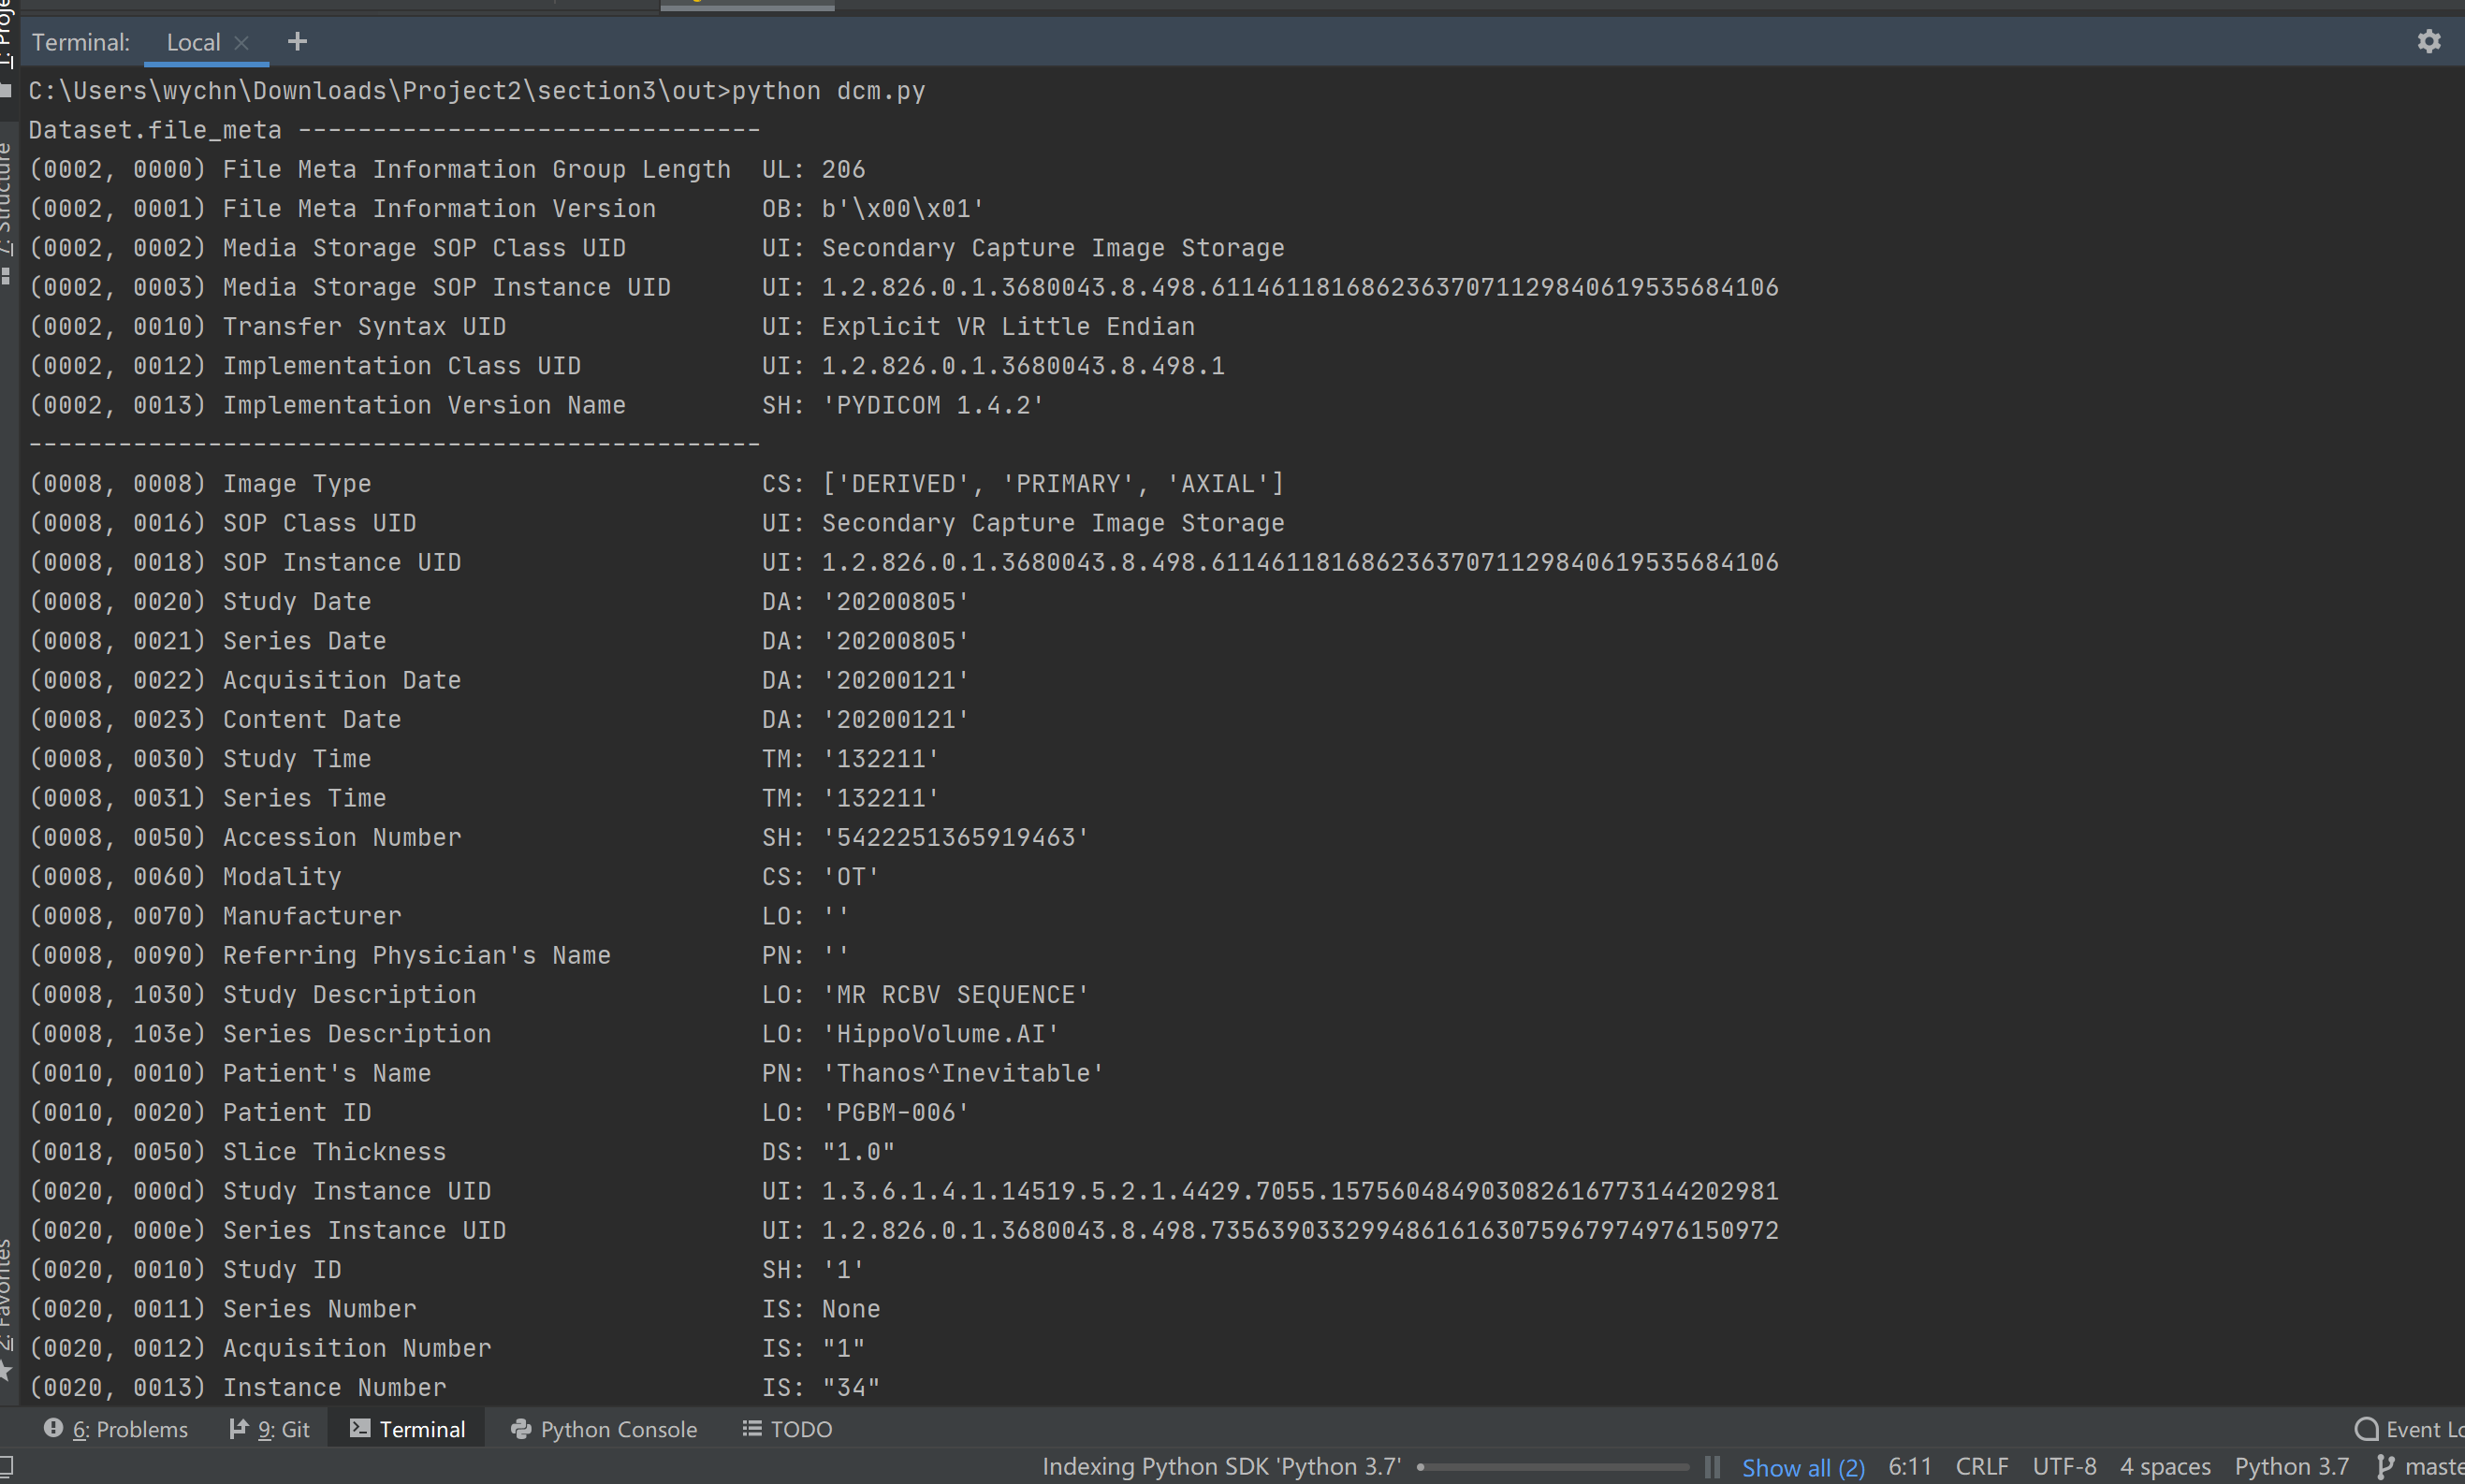 1: Proje
Terminal: Local × +
C:\Users\wychn\Downloads\Project2\section3\out>python dcm.py
Dataset.file_meta -------------------------------
(0002, 0000) File Meta Information Group Length  UL: 206
(0002, 0001) File Meta Information Version       OB: b'\x00\x01'
(0002, 0002) Media Storage SOP Class UID         UI: Secondary Capture Image Storage
(0002, 0003) Media Storage SOP Instance UID      UI: 1.2.826.0.1.3680043.8.498.61146118168623637071129840619535684106
(0002, 0010) Transfer Syntax UID                 UI: Explicit VR Little Endian
(0002, 0012) Implementation Class UID            UI: 1.2.826.0.1.3680043.8.498.1
(0002, 0013) Implementation Version Name         SH: 'PYDICOM 1.4.2'
-------------------------------------------------
(0008, 0008) Image Type                          CS: ['DERIVED', 'PRIMARY', 'AXIAL']
(0008, 0016) SOP Class UID                       UI: Secondary Capture Image Storage
(0008, 0018) SOP Instance UID                    UI: 1.2.826.0.1.3680043.8.498.61146118168623637071129840619535684106
(0008, 0020) Study Date                          DA: '20200805'
(0008, 0021) Series Date                         DA: '20200805'
(0008, 0022) Acquisition Date                    DA: '20200121'
(0008, 0023) Content Date                        DA: '20200121'
(0008, 0030) Study Time                          TM: '132211'
(0008, 0031) Series Time                         TM: '132211'
(0008, 0050) Accession Number                    SH: '5422251365919463'
(0008, 0060) Modality                            CS: 'OT'
(0008, 0070) Manufacturer                        LO: ''
(0008, 0090) Referring Physician's Name          PN: ''
(0008, 1030) Study Description                   LO: 'MR RCBV SEQUENCE'
(0008, 103e) Series Description                  LO: 'HippoVolume.AI'
(0010, 0010) Patient's Name                      PN: 'Thanos^Inevitable'
(0010, 0020) Patient ID                          LO: 'PGBM-006'
(0018, 0050) Slice Thickness                     DS: "1.0"
(0020, 000d) Study Instance UID                  UI: 1.3.6.1.4.1.14519.5.2.1.4429.7055.157560484903082616773144202981
(0020, 000e) Series Instance UID                 UI: 1.2.826.0.1.3680043.8.498.73563903329948616163075967974976150972
(0020, 0010) Study ID                            SH: '1'
(0020, 0011) Series Number                       IS: None
(0020, 0012) Acquisition Number                  IS: "1"
(0020, 0013) Instance Number                     IS: "34"
7: Structure
2: Favorites
6: Problems 9: Git Terminal Python Console TODO Event Lo
Indexing Python SDK 'Python 3.7' Show all (2) 6:11 CRLF UTF-8 4 spaces Python 3.7 maste